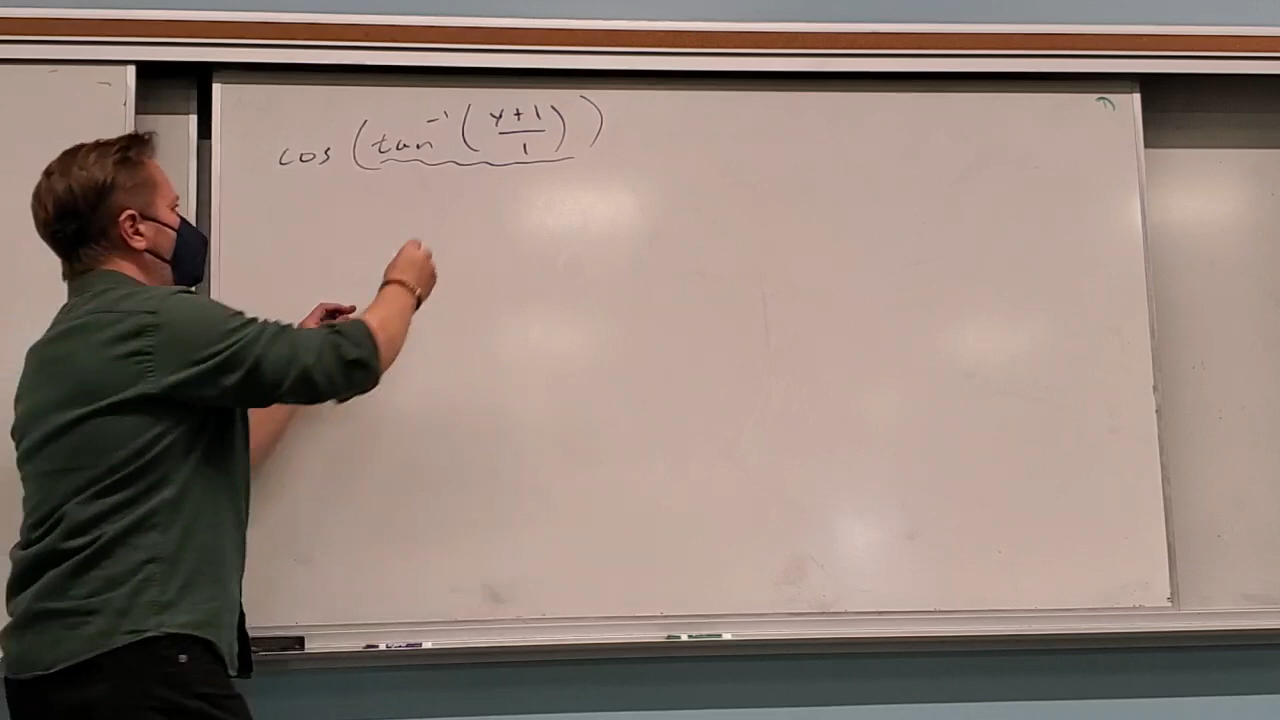 cos (tan⁻¹ (y+1/1))